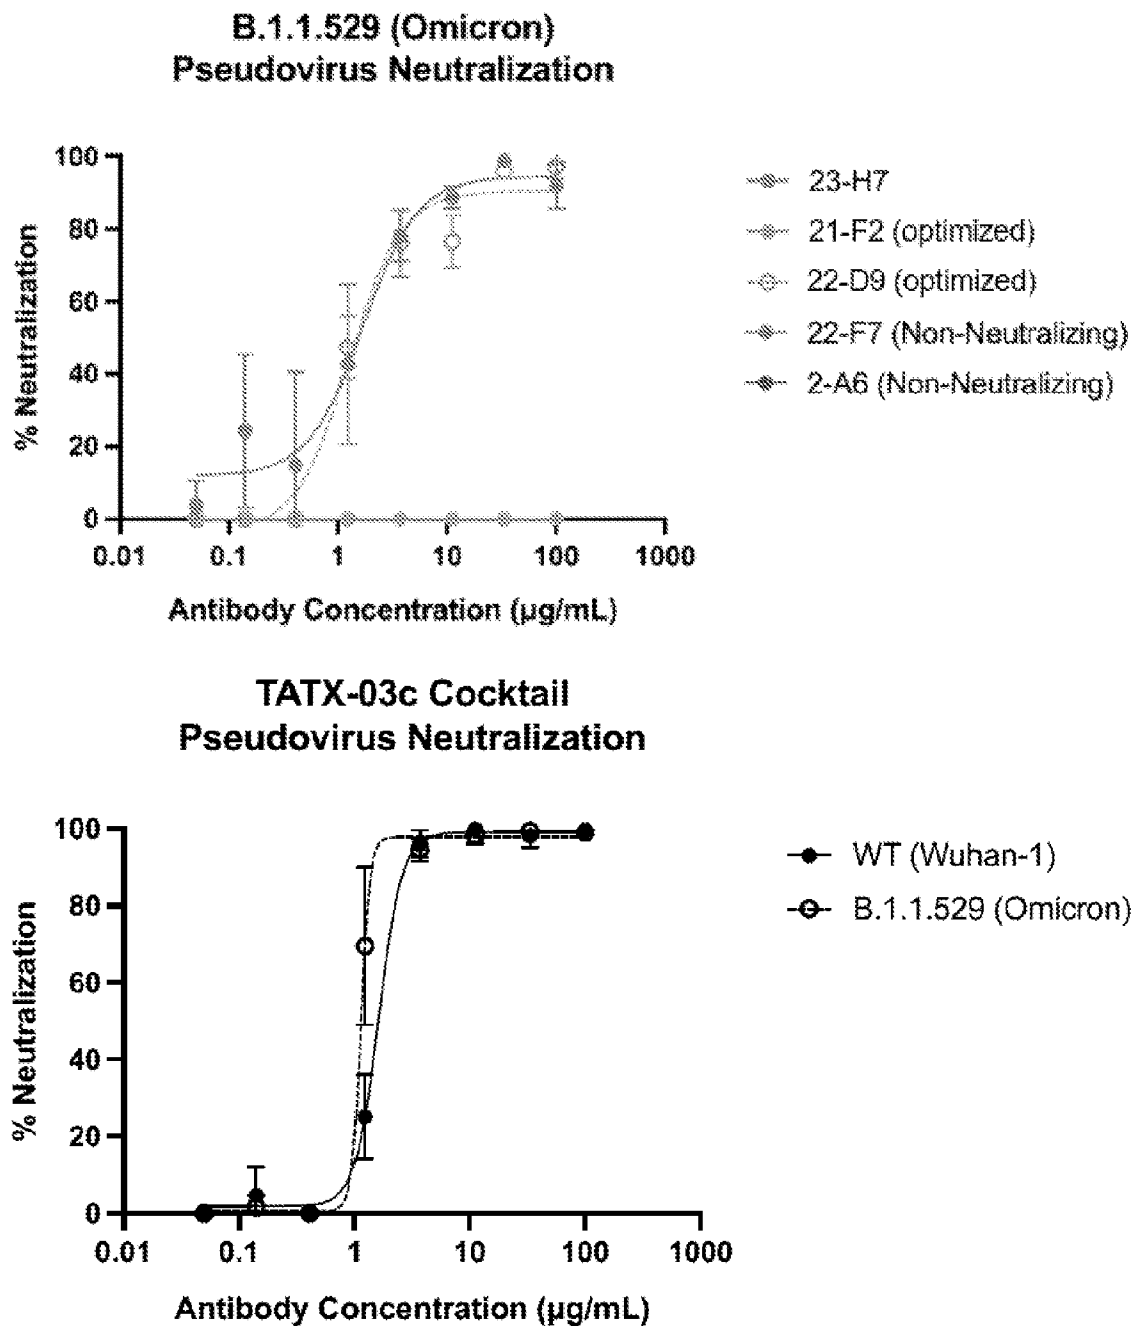 B.1.1.529 (Omicron)
Pseudovirus Neutralization
100
80
60
40
20
0
% Neutralization
0.01
0.1
1
10
100
1000
Antibody Concentration (µg/mL)
23-H7
21-F2 (optimized)
22-D9 (optimized)
22-F7 (Non-Neutralizing)
2-A6 (Non-Neutralizing)
TATX-03c Cocktail
Pseudovirus Neutralization
100
80
60
40
20
0
% Neutralization
0.01
0.1
1
10
100
1000
Antibody Concentration (µg/mL)
WT (Wuhan-1)
B.1.1.529 (Omicron)